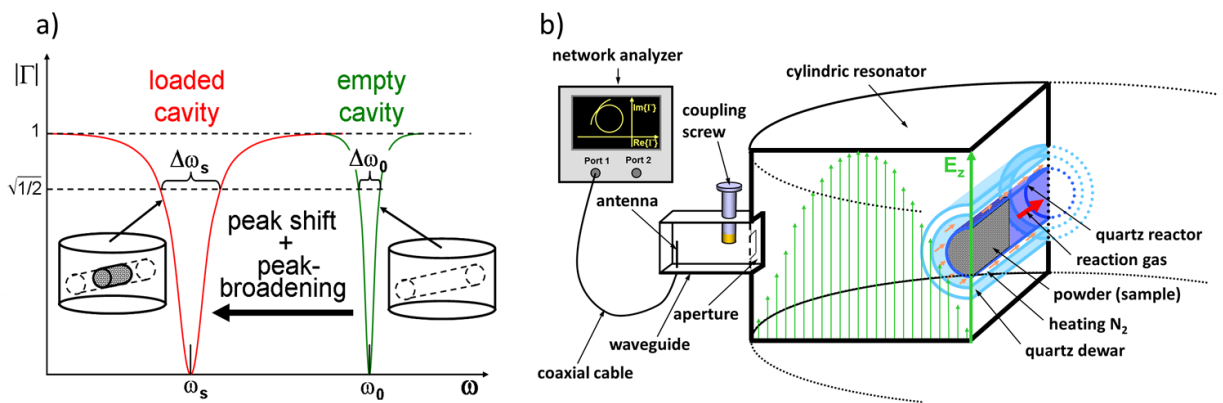 a)
|Γ|
1
√1/2
loaded
cavity
empty
cavity
Δωs
Δω0
peak shift
+
peak-
broadening
ωs
ω0
ω
b)
network analyzer
Im{Γ}
Re{Γ}
Port 1
Port 2
coupling
screw
antenna
cylindric resonator
Ez
aperture
waveguide
coaxial cable
quartz reactor
reaction gas
powder (sample)
heating N2
quartz dewar